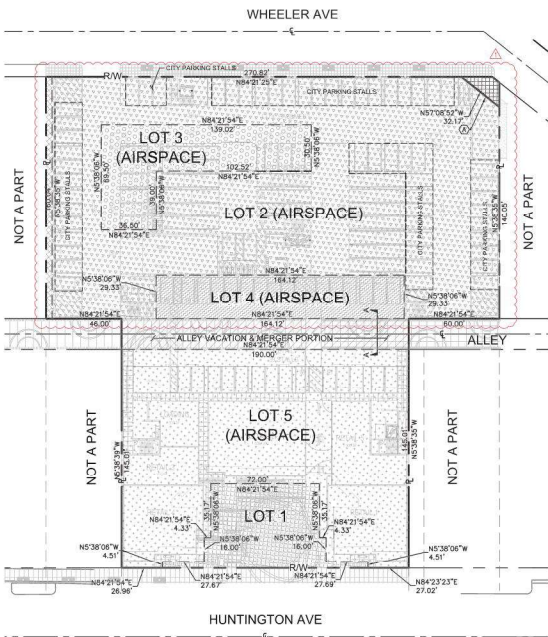 WHEELER AVE
R/W
CITY PARKING STALLS
270.82'
N84°21'25"E
CITY PARKING STALLS
N57°08'52"W
32.17'
A
N84°21'54"E
139.02'
LOT 3
(AIRSPACE)
N5°38'06"W
69.50'
30.50'
N5°38'06"W
102.52'
N84°21'54"E
39.00'
N5°38'06"W
36.50'
N84°21'54"E
NOT A PART
CITY PARKING STALLS
LOT 2 (AIRSPACE)
CITY PARKING STALLS
CITY PARKING STALLS
N5°38'35"W
NOT A PART
N84°21'54"E
164.12'
N5°38'06"W
29.33'
LOT 4 (AIRSPACE)
N5°38'06"W
29.33'
N84°21'54"E
46.00'
N84°21'54"E
164.12'
N84°21'54"E
60.00'
A
ALLEY VACATION & MERGER PORTION
N84°21'54"E
190.00'
A
ALLEY
NOT A PART
N5°38'39"W
145.01'
LOT 5
(AIRSPACE)
145.01'
N5°38'35"W
NOT A PART
72.00'
N84°21'54"E
35.17'
N5°38'06"W
35.17'
N84°21'54"E
4.33'
LOT 1
N84°21'54"E
4.33'
N5°38'06"W
16.00'
N5°38'06"W
16.00'
N5°38'06"W
4.51'
N5°38'06"W
4.51'
R/W
N84°21'54"E
26.96'
N84°21'54"E
27.67'
N84°21'54"E
27.69'
N84°23'23"E
27.02'
HUNTINGTON AVE